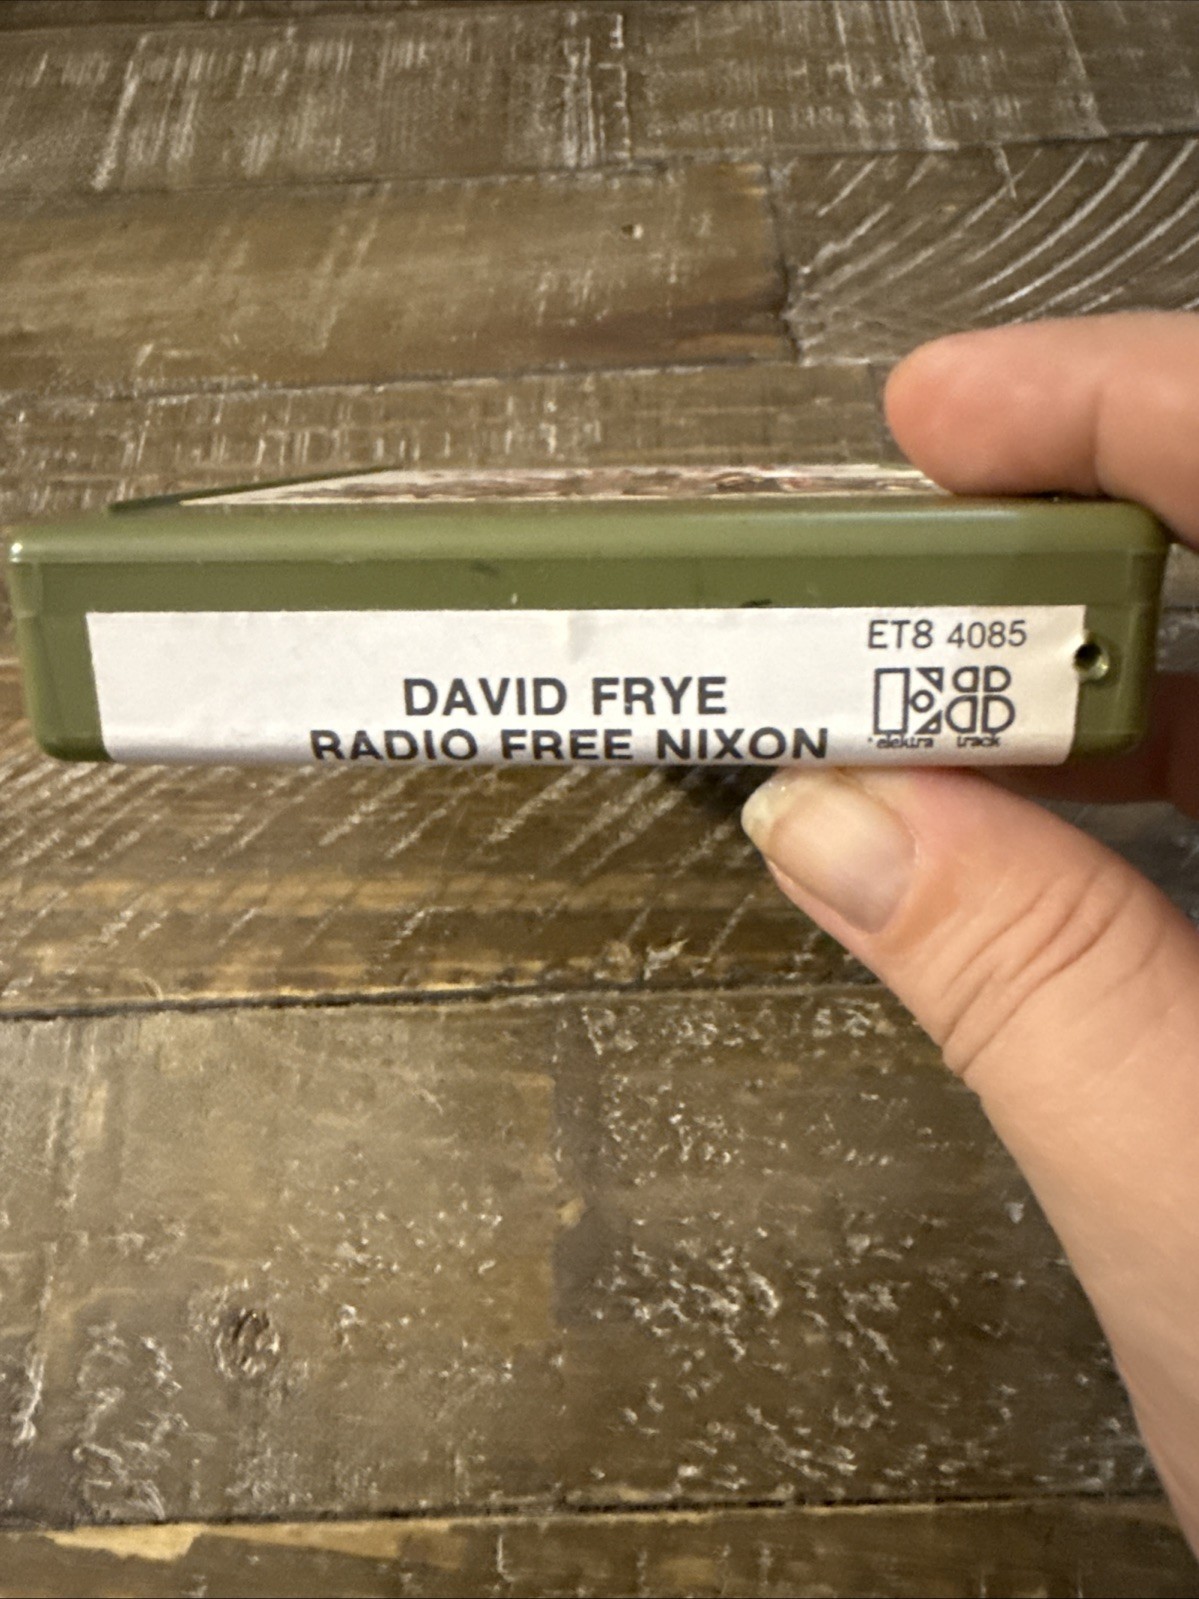 ET8 4085
DAVID FRYE
RADIO FREE NIXON
elektra track